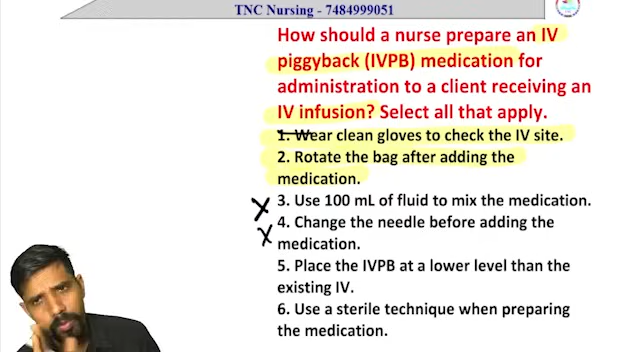 TNC Nursing - 7484999051
How should a nurse prepare an IV
piggyback (IVPB) medication for
administration to a client receiving an
IV infusion? Select all that apply.
1. Wear clean gloves to check the IV site.
2. Rotate the bag after adding the
medication.
3. Use 100 mL of fluid to mix the medication.
4. Change the needle before adding the
medication.
5. Place the IVPB at a lower level than the
existing IV.
6. Use a sterile technique when preparing
the medication.